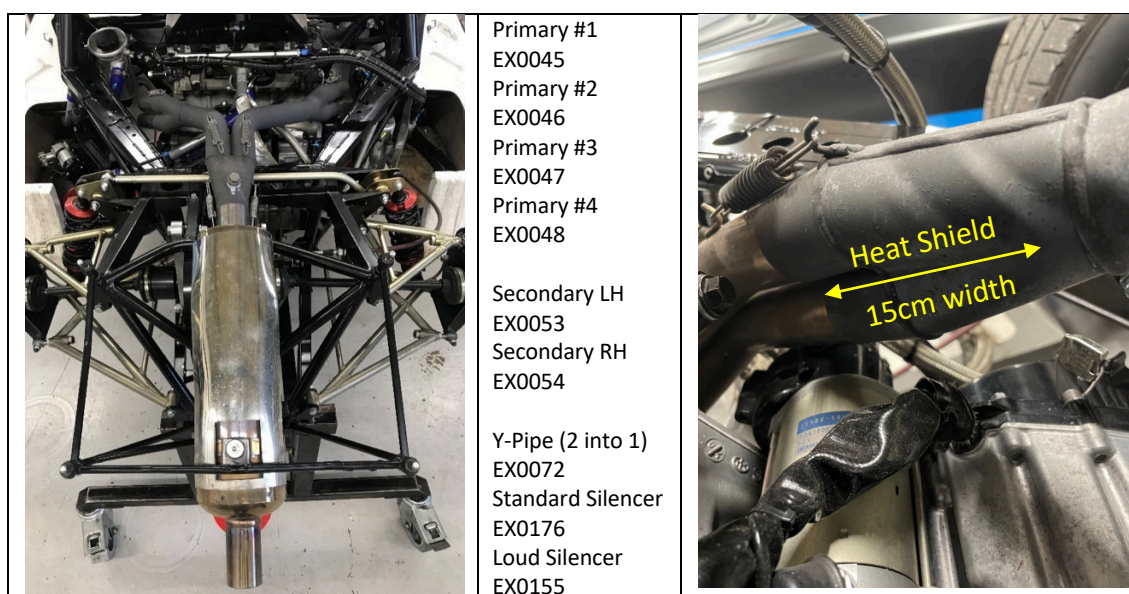 Primary #1
EX0045
Primary #2
EX0046
Primary #3
EX0047
Primary #4
EX0048
Secondary LH
EX0053
Secondary RH
EX0054
Y-Pipe (2 into 1)
EX0072
Standard Silencer
EX0176
Loud Silencer
EX0155
Heat Shield
15cm width